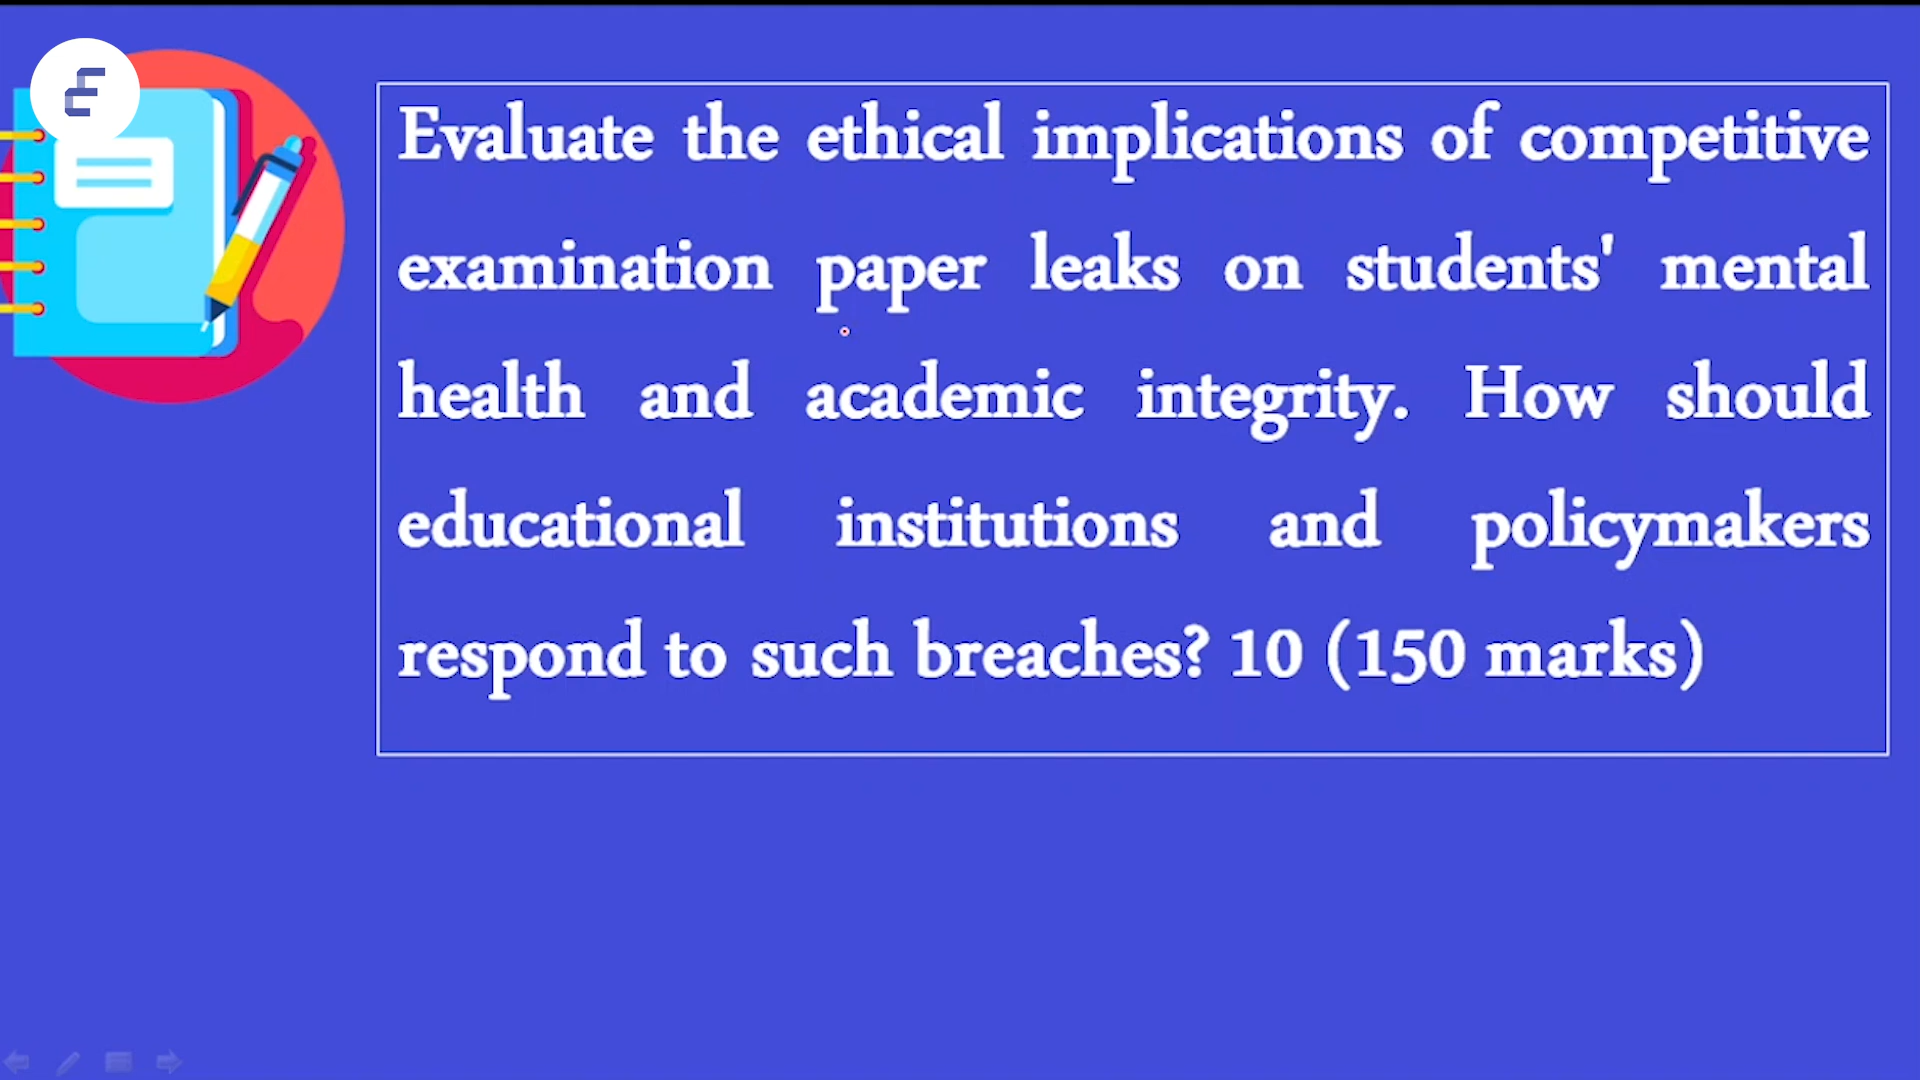 Evaluate the ethical implications of competitive
examination paper leaks on students' mental
health and academic integrity. How should
educational institutions and policymakers
respond to such breaches? 10 (150 marks)